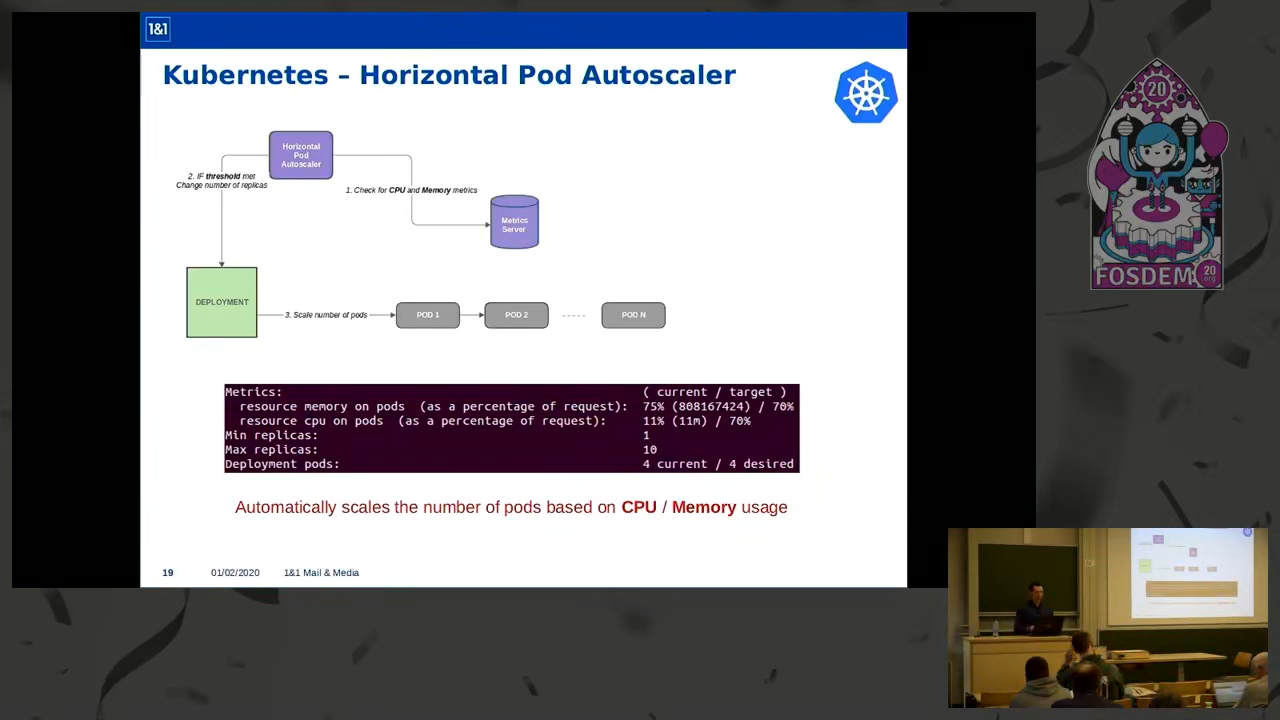 1&1
Kubernetes – Horizontal Pod Autoscaler
Horizontal
Pod
Autoscaler
2. IF threshold met
Change number of replicas
1. Check for CPU and Memory metrics
Metrics
Server
DEPLOYMENT
3. Scale number of pods
POD 1
POD 2
POD N
Metrics: ( current / target )
resource memory on pods (as a percentage of request): 75% (808167424) / 70%
resource cpu on pods (as a percentage of request): 11% (11m) / 70%
Min replicas: 1
Max replicas: 10
Deployment pods: 4 current / 4 desired
Automatically scales the number of pods based on CPU / Memory usage
19 01/02/2020 1&1 Mail & Media
20
FOSDEM
20
org